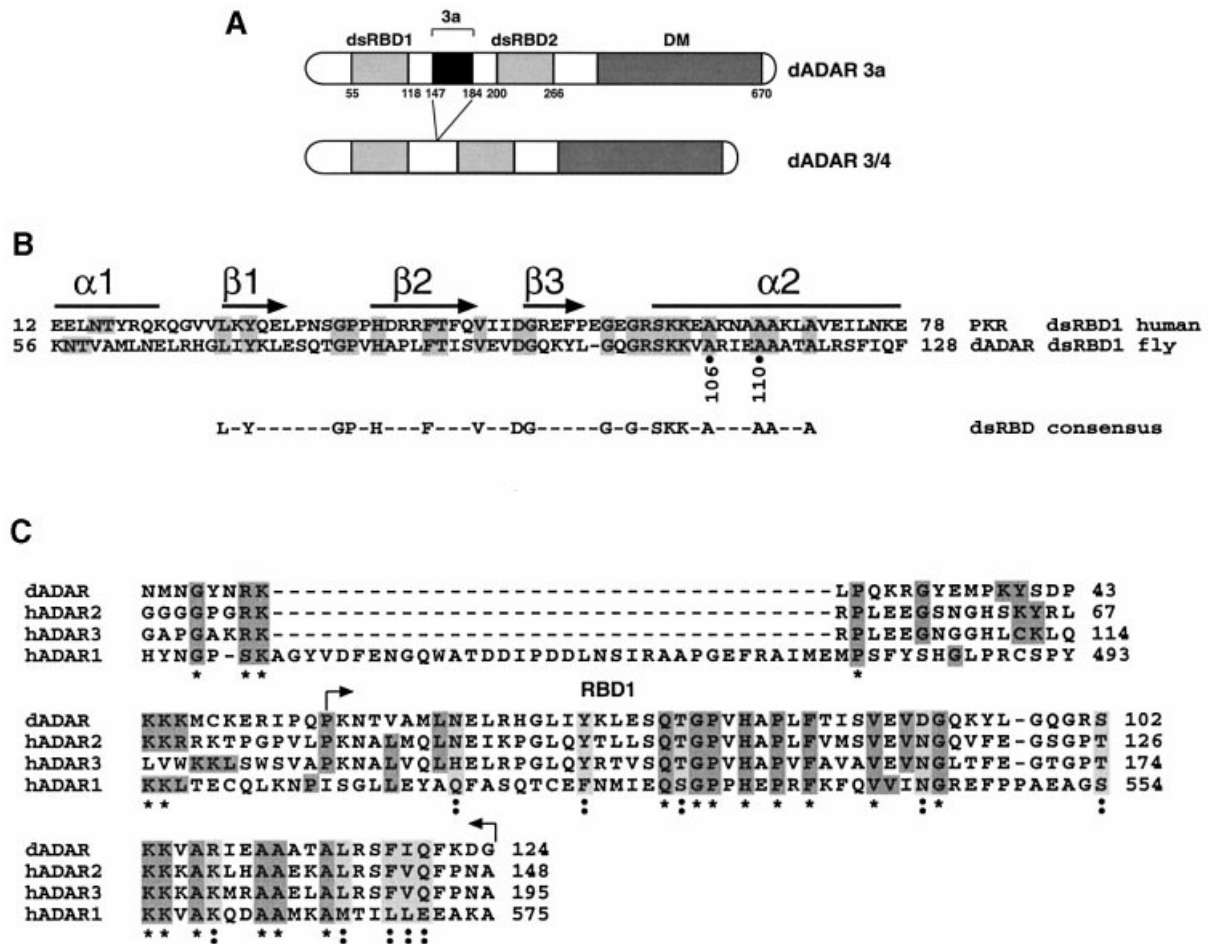 A
3a
dsRBD1 dsRBD2 DM
dADAR 3a
55 118 147 184 200 266 670
dADAR 3/4
B
α1 β1 β2 β3 α2
12 EELNTYRQKQGVVLKYQELPNSGPPHDRRFTFQVIIDGREFPEGEGRSKKEAKNAAAKLAVEILNKE 78 PKR dsRBD1 human
56 KNTVAMLNELRHGLIYKLESQTGPVHAPLFTISVEVDGQKYL-GQGRSKKVARIEAAATALRSFIQF 128 dADAR dsRBD1 fly
106 110
L-Y------GP-H---F---V--DG-----G-G-SKK-A---AA--A dsRBD consensus
C
dADAR NMNGYNRK-----------------------------------LPQKRGYEMPKYSDP 43
hADAR2 GGGGPGRK-----------------------------------RPLEEGSNGHSKYRL 67
hADAR3 GAPGAKRK-----------------------------------RPLEEGNGGHLCKLQ 114
hADAR1 HYNGP-SKAGYVDFENGQWATDDIPDDLNSIRAAPGEFRAIMEMPSFYSHGLPRCSPY 493
* ** *
RBD1
dADAR KKKMCKERIPQPKNTVAMLNELRHGLIYKLESQTGPVHAPLFTISVEVDGQKYL-GQGRS 102
hADAR2 KKRRKTPGPVLPKNALMQLNEIKPGLQYTLLSQTGPVHAPLFVMSVEVNGQVFE-GSGPT 126
hADAR3 LVWKKLSWSVAPKNALVQLHELRPGLQYRTVSQTGPVHAPVFAVAVEVNGLTFE-GTGPT 174
hADAR1 KKLTECQLKNPISGLLEYAQFASQTCEFNMIEQSGPPHEPRFKFQVVINGREFPPAEAGS 554
** : : *:** * * * * :* :
dADAR KKVARIEAAATALRSFIQFKDG 124
hADAR2 KKKAKLHAAEKALRSFVQFPNA 148
hADAR3 KKKAKMRAAELALRSFVQFPNA 195
hADAR1 KKVAKQDAAMKAMTILLEEAKA 575
** *: ** *: :::